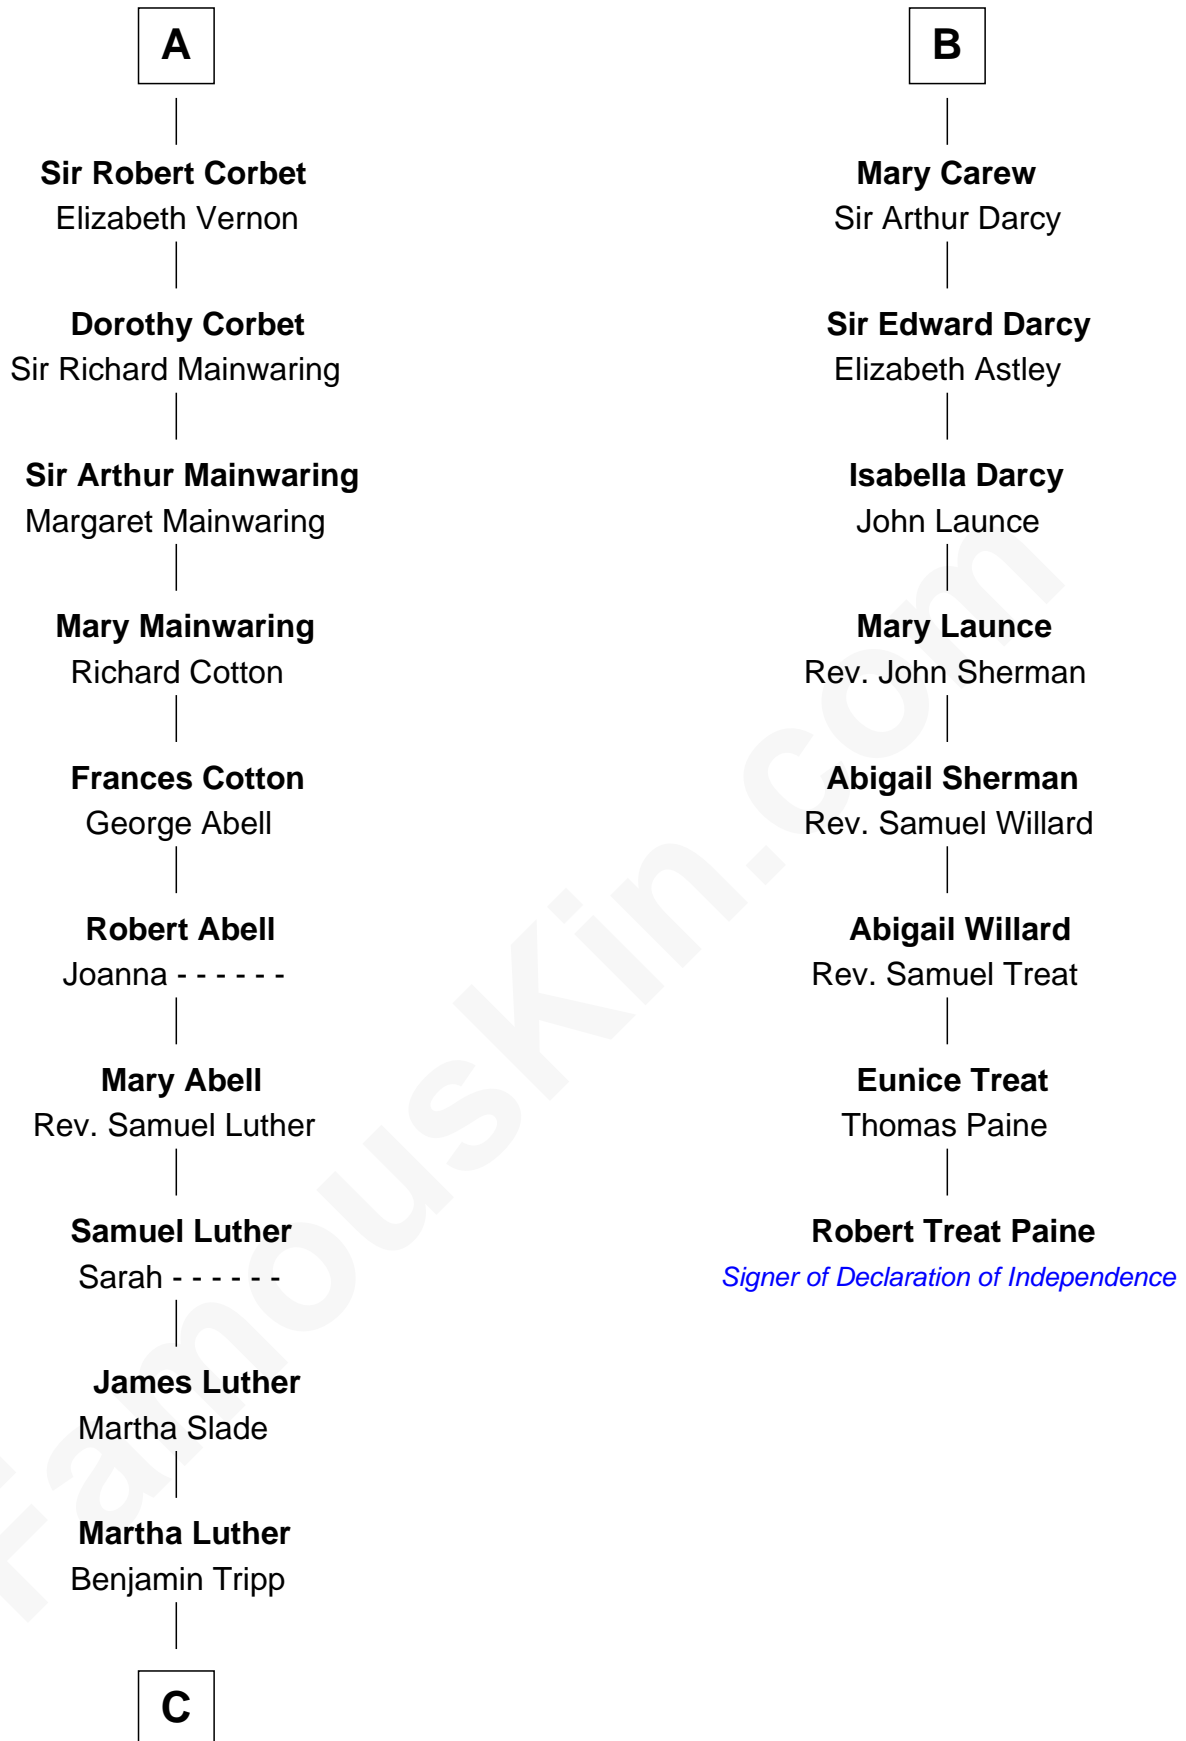 A
Sir Robert Corbet
Elizabeth Vernon
Dorothy Corbet
Sir Richard Mainwaring
Sir Arthur Mainwaring
Margaret Mainwaring
Mary Mainwaring
Richard Cotton
Frances Cotton
George Abell
Robert Abell
Joanna - - - - - -
Mary Abell
Rev. Samuel Luther
Samuel Luther
Sarah - - - - - -
James Luther
Martha Slade
Martha Luther
Benjamin Tripp
C
B
Mary Carew
Sir Arthur Darcy
Sir Edward Darcy
Elizabeth Astley
Isabella Darcy
John Launce
Mary Launce
Rev. John Sherman
Abigail Sherman
Rev. Samuel Willard
Abigail Willard
Rev. Samuel Treat
Eunice Treat
Thomas Paine
Robert Treat Paine
Signer of Declaration of Independence
FamousKin.com